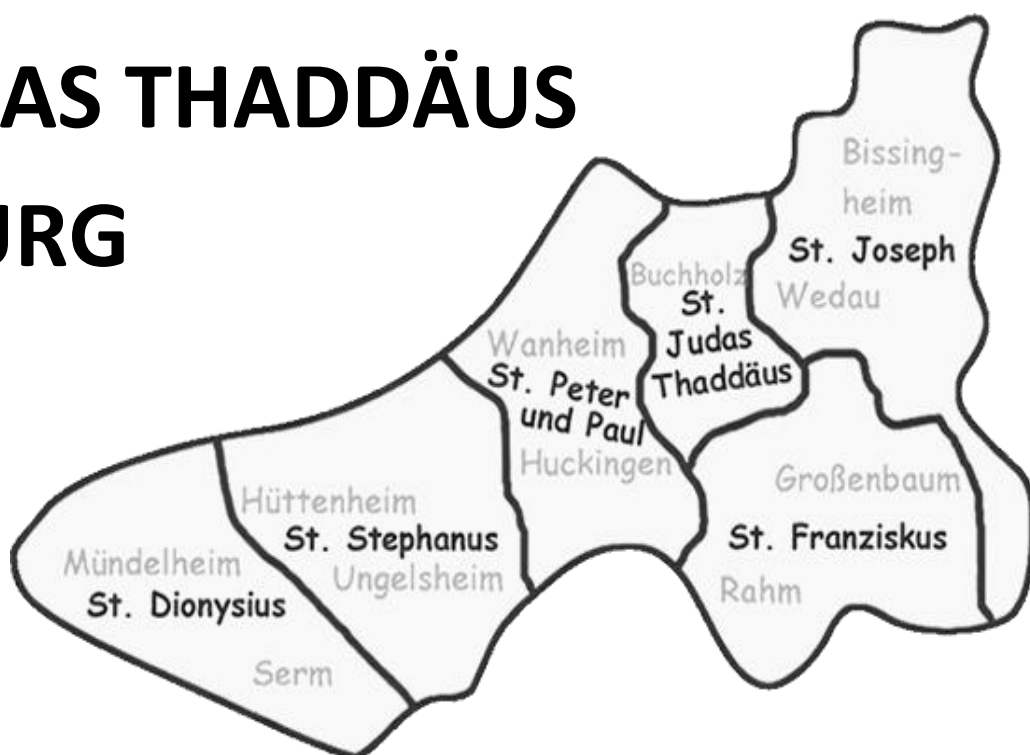 AS THADDÄUS
URG
Bissing-
heim
St. Joseph
Wedau
Buchholz
St.
Judas
Thaddäus
Wanheim
St. Peter
und Paul
Huckingen
Großenbaum
St. Franziskus
Rahm
Hüttenheim
St. Stephanus
Ungelsheim
Mündelheim
St. Dionysius
Serm